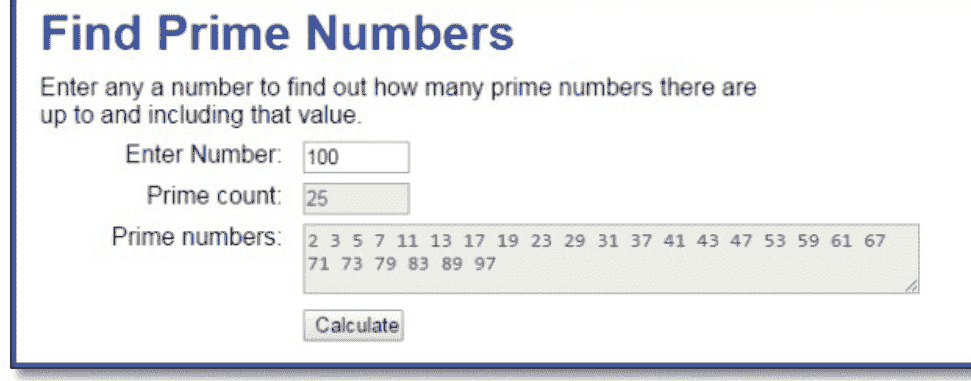 Find Prime Numbers
Enter any a number to find out how many prime numbers there are
up to and including that value.
Enter Number: 100
Prime count: 25
Prime numbers: 2 3 5 7 11 13 17 19 23 29 31 37 41 43 47 53 59 61 67
71 73 79 83 89 97
Calculate